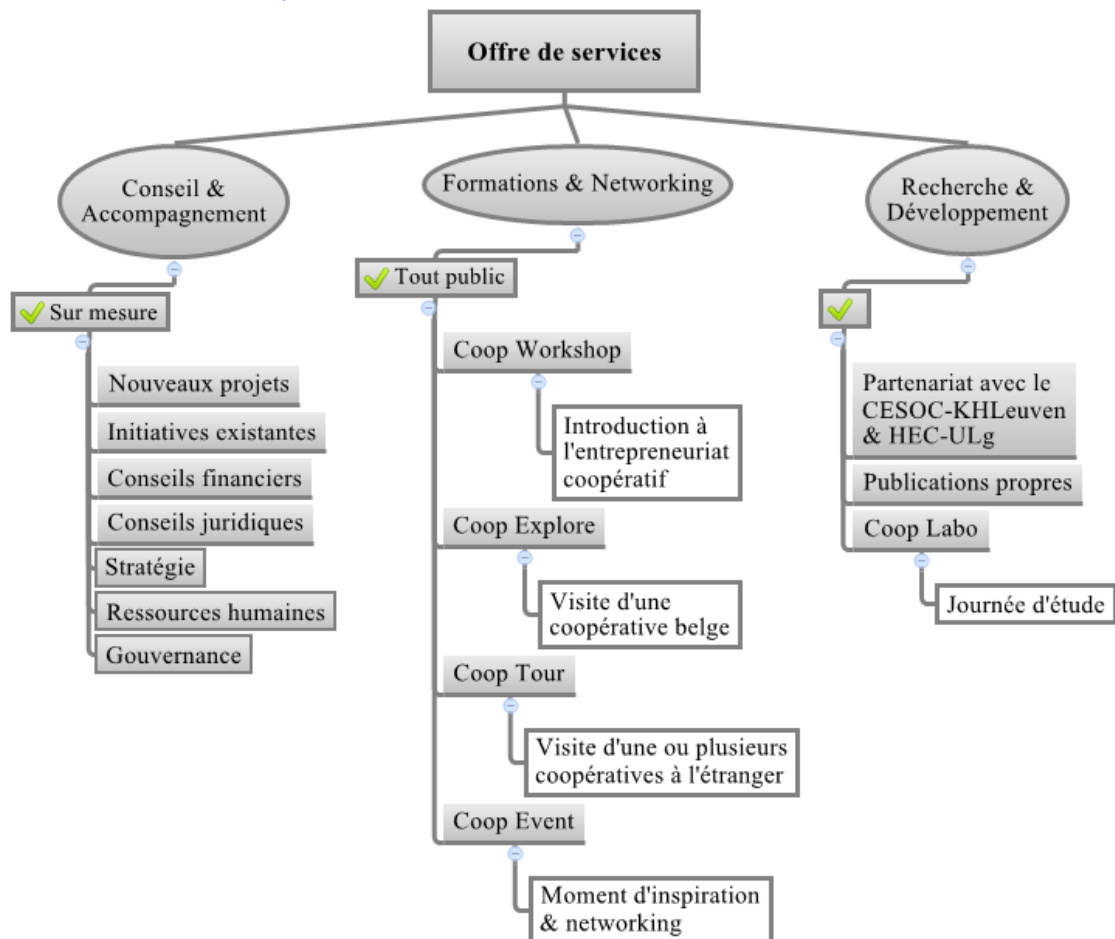 Offre de services
Conseil &
Accompagnement
Sur mesure
Nouveaux projets
Initiatives existantes
Conseils financiers
Conseils juridiques
Stratégie
Ressources humaines
Gouvernance
Formations & Networking
Tout public
Coop Workshop
Introduction à
l'entrepreneuriat
coopératif
Coop Explore
Visite d'une
coopérative belge
Coop Tour
Visite d'une ou plusieurs
coopératives à l'étranger
Coop Event
Moment d'inspiration
& networking
Recherche &
Développement
Partenariat avec le
CESOC-KHLeuven
& HEC-ULg
Publications propres
Coop Labo
Journée d'étude